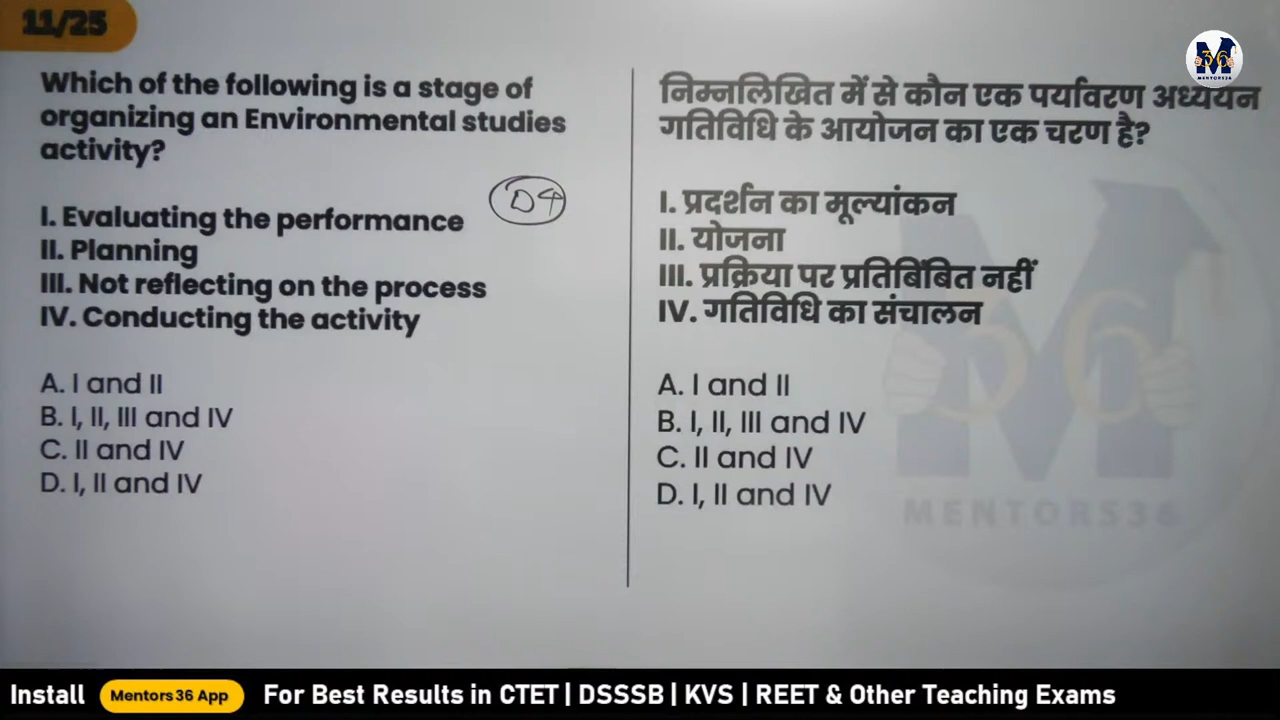 11/25
Which of the following is a stage of
organizing an Environmental studies
activity?
D4
I. Evaluating the performance
II. Planning
III. Not reflecting on the process
IV. Conducting the activity
A. I and II
B. I, II, III and IV
C. II and IV
D. I, II and IV
निम्नलिखित में से कौन एक पर्यावरण अध्ययन
गतिविधि के आयोजन का एक चरण है?
I. प्रदर्शन का मूल्यांकन
II. योजना
III. प्रक्रिया पर प्रतिबिंबित नहीं
IV. गतिविधि का संचालन
A. I and II
B. I, II, III and IV
C. II and IV
D. I, II and IV
M36
MENTORS36
36
MENTORS36
Install Mentors36 App For Best Results in CTET | DSSSB | KVS | REET & Other Teaching Exams